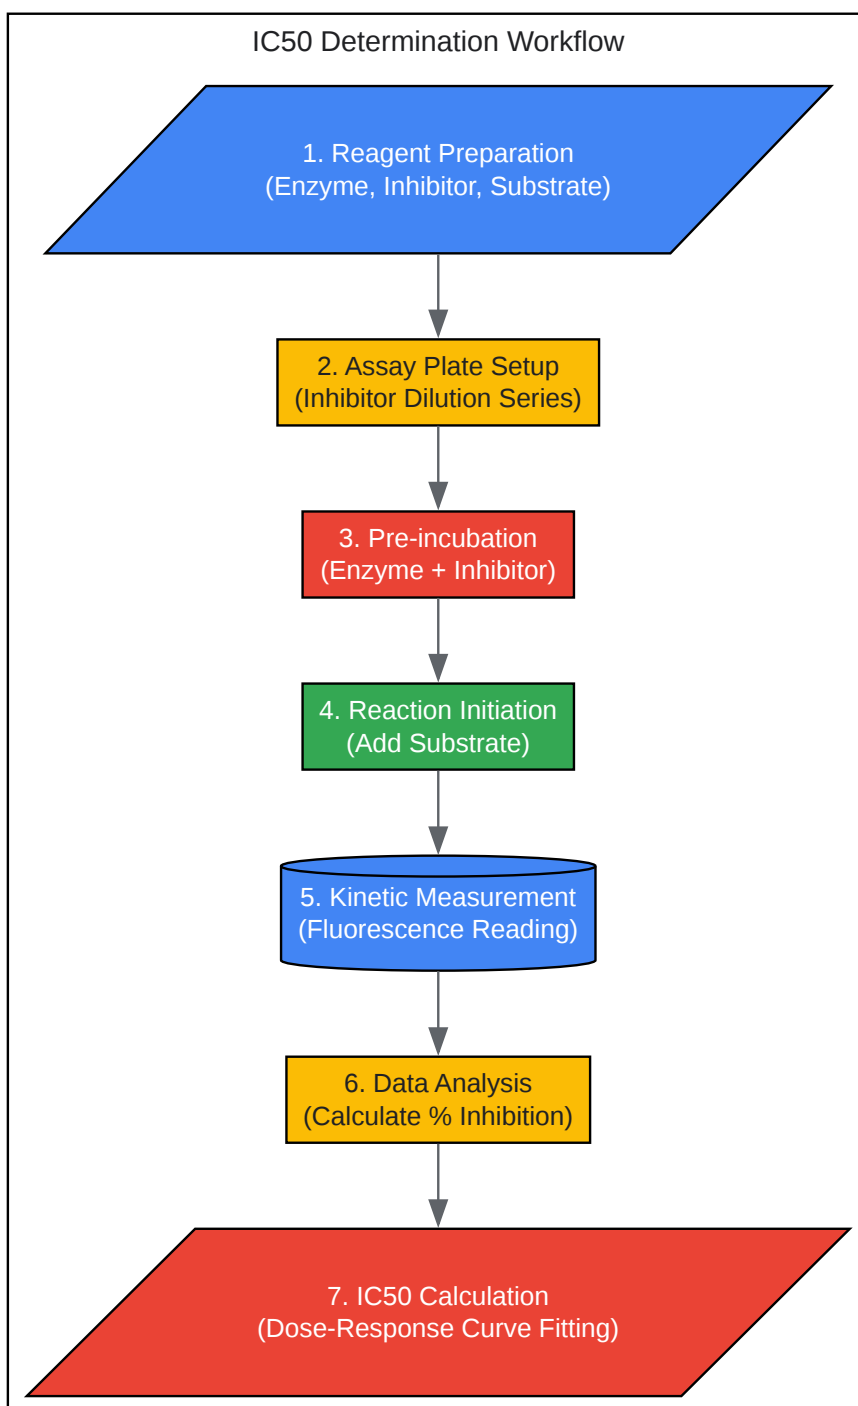 IC50 Determination Workflow
1. Reagent Preparation
(Enzyme, Inhibitor, Substrate)
2. Assay Plate Setup
(Inhibitor Dilution Series)
3. Pre-incubation
(Enzyme + Inhibitor)
4. Reaction Initiation
(Add Substrate)
5. Kinetic Measurement
(Fluorescence Reading)
6. Data Analysis
(Calculate % Inhibition)
7. IC50 Calculation
(Dose-Response Curve Fitting)